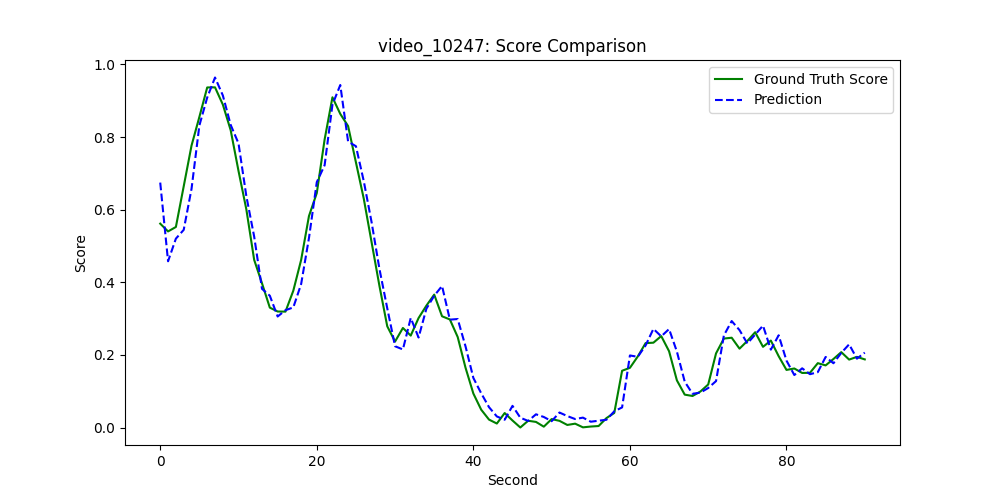 video_10247: Score Comparison
Ground Truth Score
Prediction
1.0
0.8
0.6
0.4
0.2
0.0
Score
0 20 40 60 80
Second